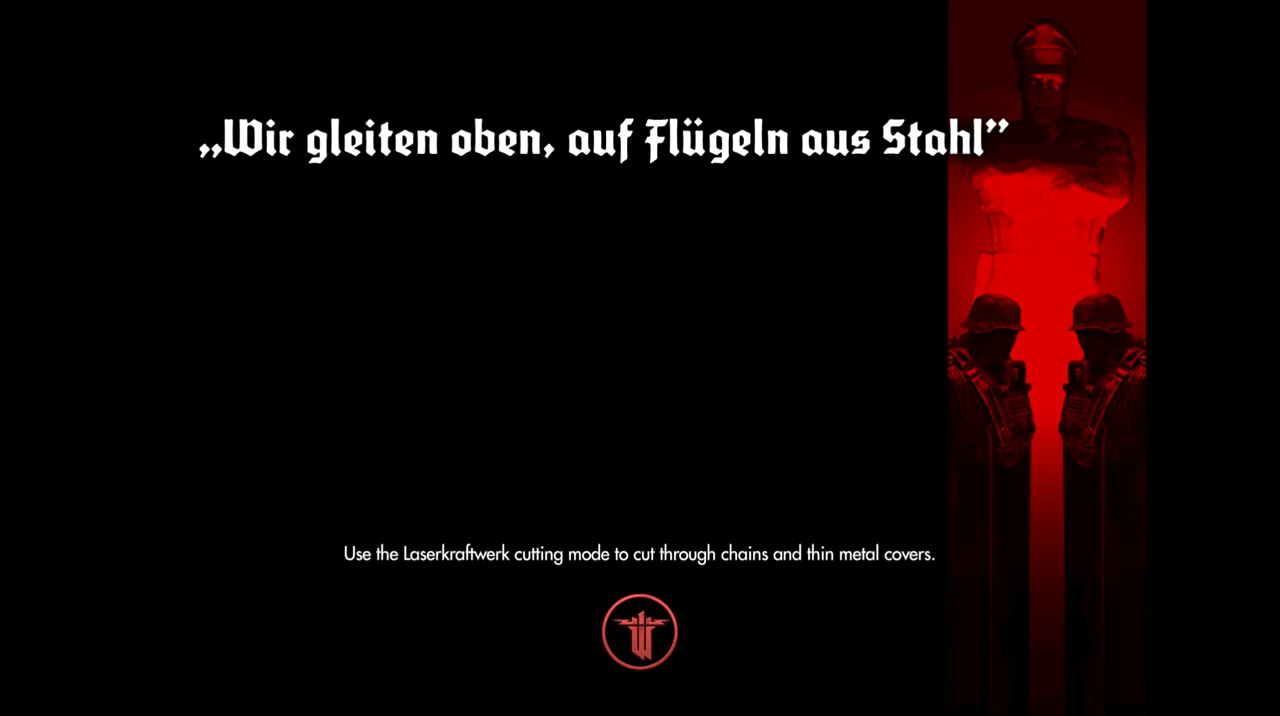 „Wir gleiten oben, auf Flügeln aus Stahl”
Use the Laserkraftwerk cutting mode to cut through chains and thin metal covers.